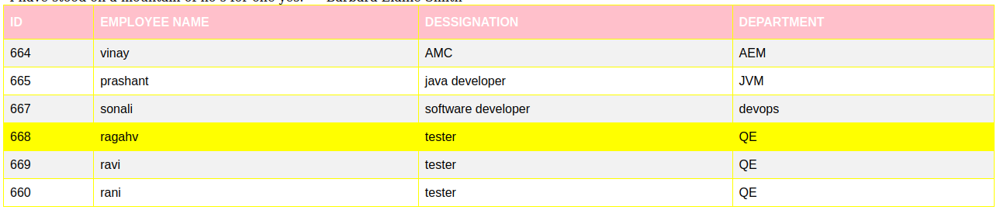 I have stood on a mountain of no's for one yes. Barbara Elaine Smith
ID EMPLOYEE NAME DESSIGNATION DEPARTMENT
664 vinay AMC AEM
665 prashant java developer JVM
667 sonali software developer devops
668 ragahv tester QE
669 ravi tester QE
660 rani tester QE